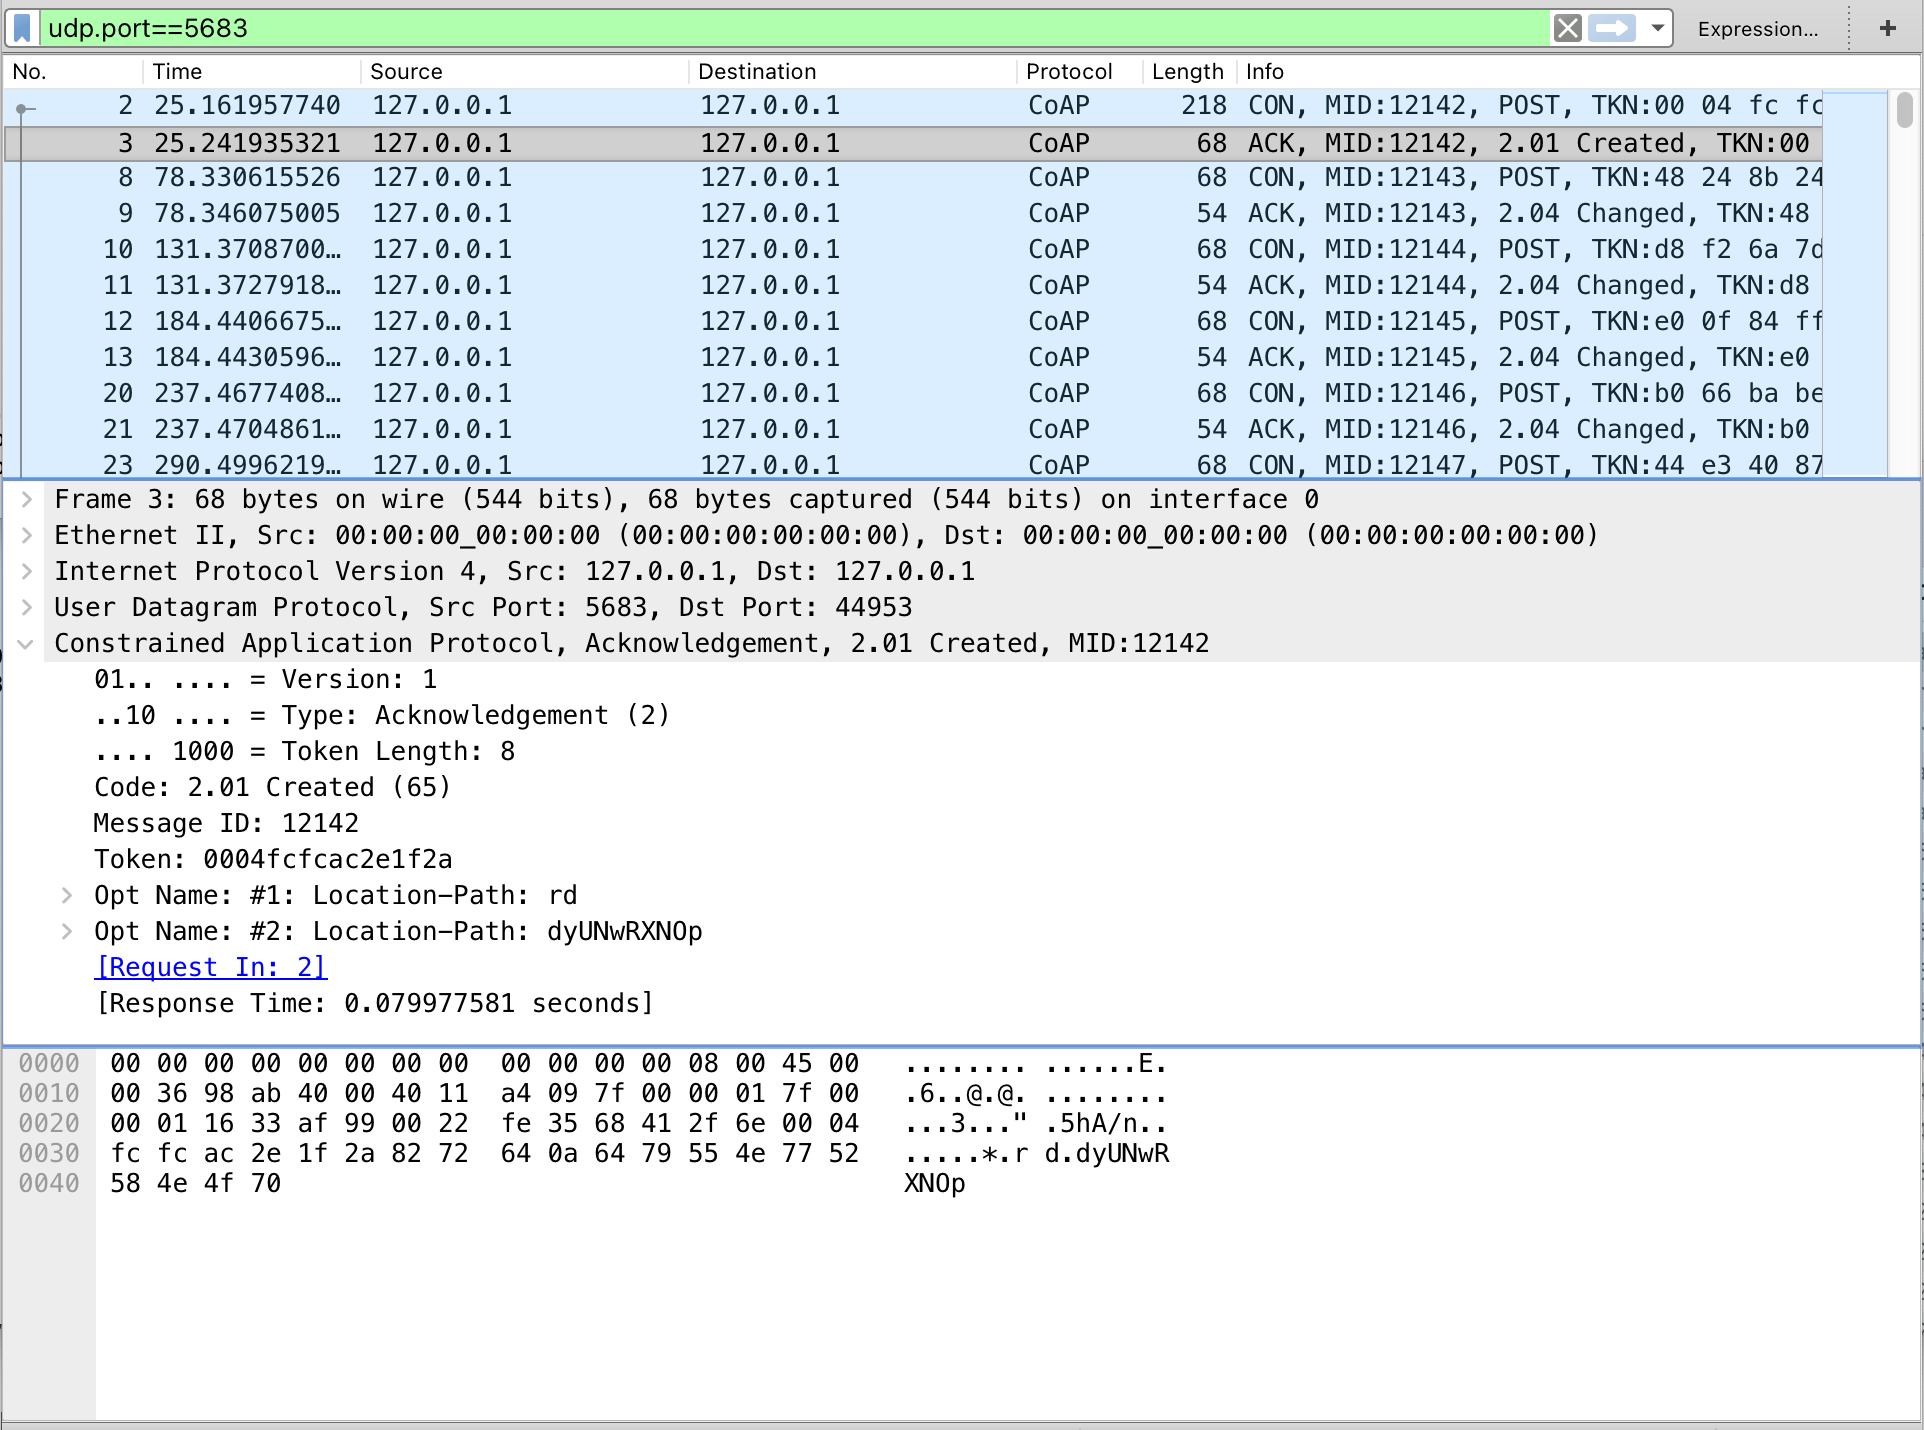 udp.port==5683 Expression... +
No. Time Source Destination Protocol Length Info
2 25.161957740 127.0.0.1 127.0.0.1 CoAP 218 CON, MID:12142, POST, TKN:00 04 fc fc
3 25.241935321 127.0.0.1 127.0.0.1 CoAP 68 ACK, MID:12142, 2.01 Created, TKN:00
8 78.330615526 127.0.0.1 127.0.0.1 CoAP 68 CON, MID:12143, POST, TKN:48 24 8b 24
9 78.346075005 127.0.0.1 127.0.0.1 CoAP 54 ACK, MID:12143, 2.04 Changed, TKN:48
10 131.3708700… 127.0.0.1 127.0.0.1 CoAP 68 CON, MID:12144, POST, TKN:d8 f2 6a 7d
11 131.3727918… 127.0.0.1 127.0.0.1 CoAP 54 ACK, MID:12144, 2.04 Changed, TKN:d8
12 184.4406675… 127.0.0.1 127.0.0.1 CoAP 68 CON, MID:12145, POST, TKN:e0 0f 84 ff
13 184.4430596… 127.0.0.1 127.0.0.1 CoAP 54 ACK, MID:12145, 2.04 Changed, TKN:e0
20 237.4677408… 127.0.0.1 127.0.0.1 CoAP 68 CON, MID:12146, POST, TKN:b0 66 ba be
21 237.4704861… 127.0.0.1 127.0.0.1 CoAP 54 ACK, MID:12146, 2.04 Changed, TKN:b0
23 290.4996219… 127.0.0.1 127.0.0.1 CoAP 68 CON, MID:12147, POST, TKN:44 e3 40 87
Frame 3: 68 bytes on wire (544 bits), 68 bytes captured (544 bits) on interface 0
Ethernet II, Src: 00:00:00_00:00:00 (00:00:00:00:00:00), Dst: 00:00:00_00:00:00 (00:00:00:00:00:00)
Internet Protocol Version 4, Src: 127.0.0.1, Dst: 127.0.0.1
User Datagram Protocol, Src Port: 5683, Dst Port: 44953
Constrained Application Protocol, Acknowledgement, 2.01 Created, MID:12142
01.. .... = Version: 1
..10 .... = Type: Acknowledgement (2)
.... 1000 = Token Length: 8
Code: 2.01 Created (65)
Message ID: 12142
Token: 0004fcfcac2e1f2a
Opt Name: #1: Location-Path: rd
Opt Name: #2: Location-Path: dyUNwRXNOp
[Request In: 2]
[Response Time: 0.079977581 seconds]
0000 00 00 00 00 00 00 00 00 00 00 00 00 08 00 45 00 ........ ......E.
0010 00 36 98 ab 40 00 40 11 a4 09 7f 00 00 01 7f 00 .6..@.@. ........
0020 00 01 16 33 af 99 00 22 fe 35 68 41 2f 6e 00 04 ...3..." .5hA/n..
0030 fc fc ac 2e 1f 2a 82 72 64 0a 64 79 55 4e 77 52 .....*.r d.dyUNwR
0040 58 4e 4f 70 XNOp